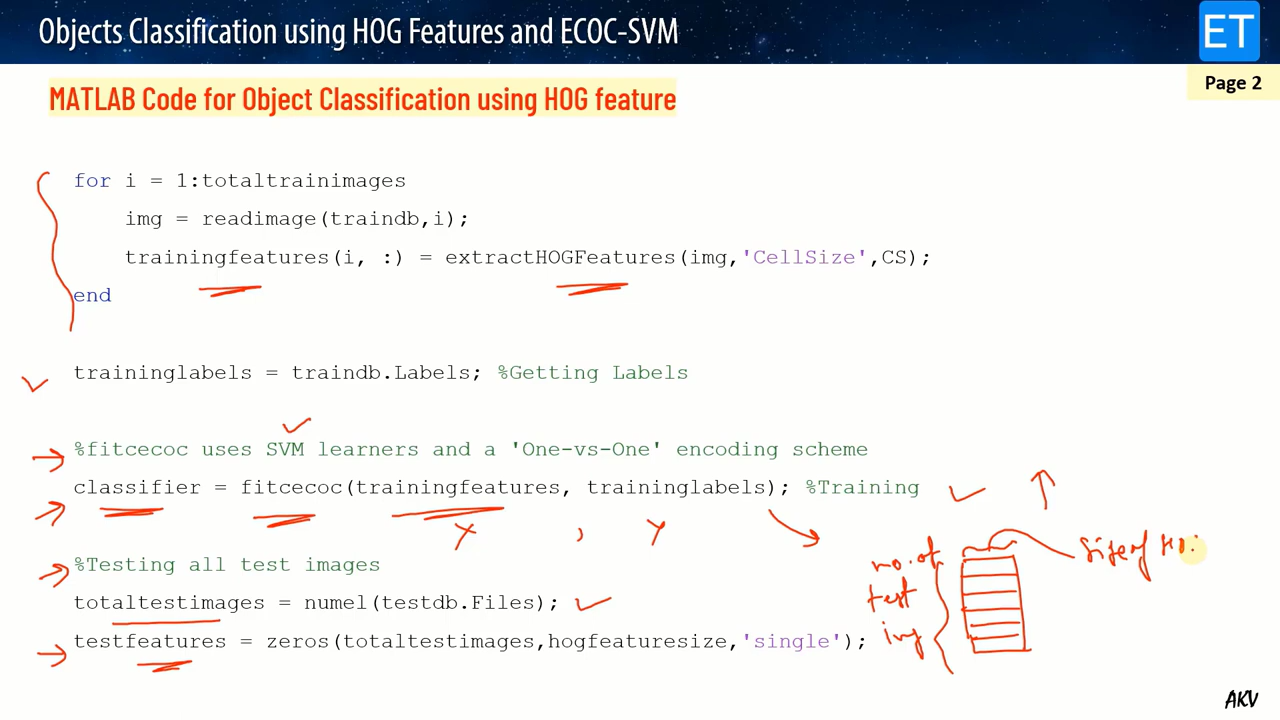 Objects Classification using HOG Features and ECOC-SVM
ET
Page 2
MATLAB Code for Object Classification using HOG feature
for i = 1:totaltrainimages
img = readimage(traindb,i);
trainingfeatures(i, :) = extractHOGFeatures(img,'CellSize',CS);
end
traininglabels = traindb.Labels; %Getting Labels
%fitcecoc uses SVM learners and a 'One-vs-One' encoding scheme
classifier = fitcecoc(trainingfeatures, traininglabels); %Training
X , Y
%Testing all test images
totaltestimages = numel(testdb.Files);
testfeatures = zeros(totaltestimages,hogfeaturesize,'single');
no. of
test
img
Size of HO
AKV